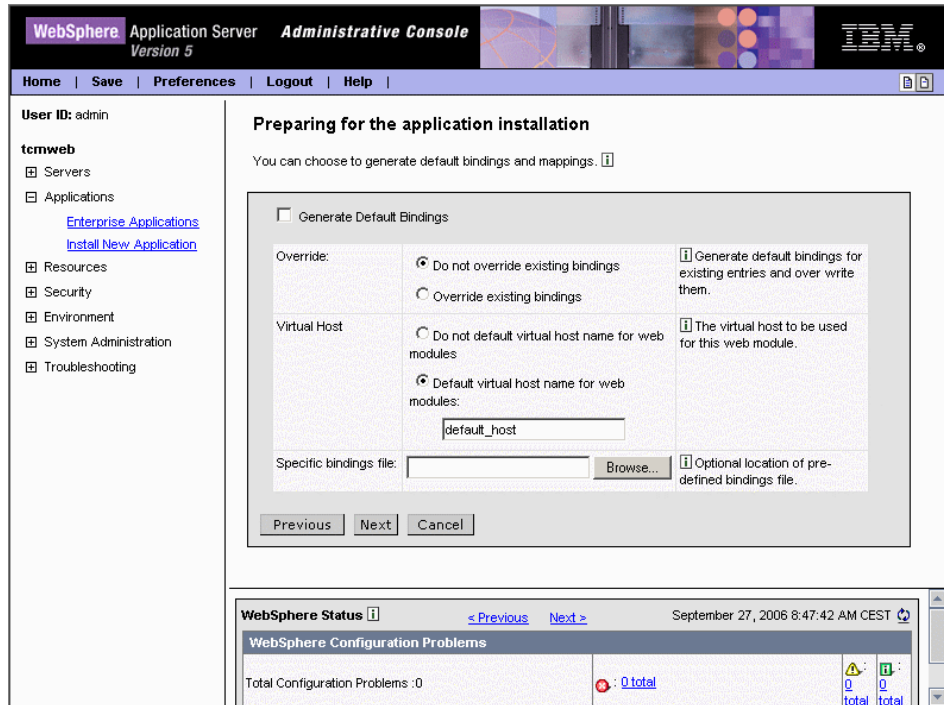 WebSphere Application Server Administrative Console
Version 5
IBM
Home | Save | Preferences | Logout | Help |
User ID: admin
tcmweb
Servers
Applications
Enterprise Applications
Install New Application
Resources
Security
Environment
System Administration
Troubleshooting
Preparing for the application installation
You can choose to generate default bindings and mappings. i
Generate Default Bindings
Override:
Do not override existing bindings
Override existing bindings
i Generate default bindings for
existing entries and over write
them.
Virtual Host
Do not default virtual host name for web
modules
Default virtual host name for web
modules:
default_host
i The virtual host to be used
for this web module.
Specific bindings file:
Browse...
i Optional location of pre-
defined bindings file.
Previous Next Cancel
WebSphere Status i < Previous Next > September 27, 2006 8:47:42 AM CEST
WebSphere Configuration Problems
Total Configuration Problems :0
: 0 total
:
0
total
:
0
total